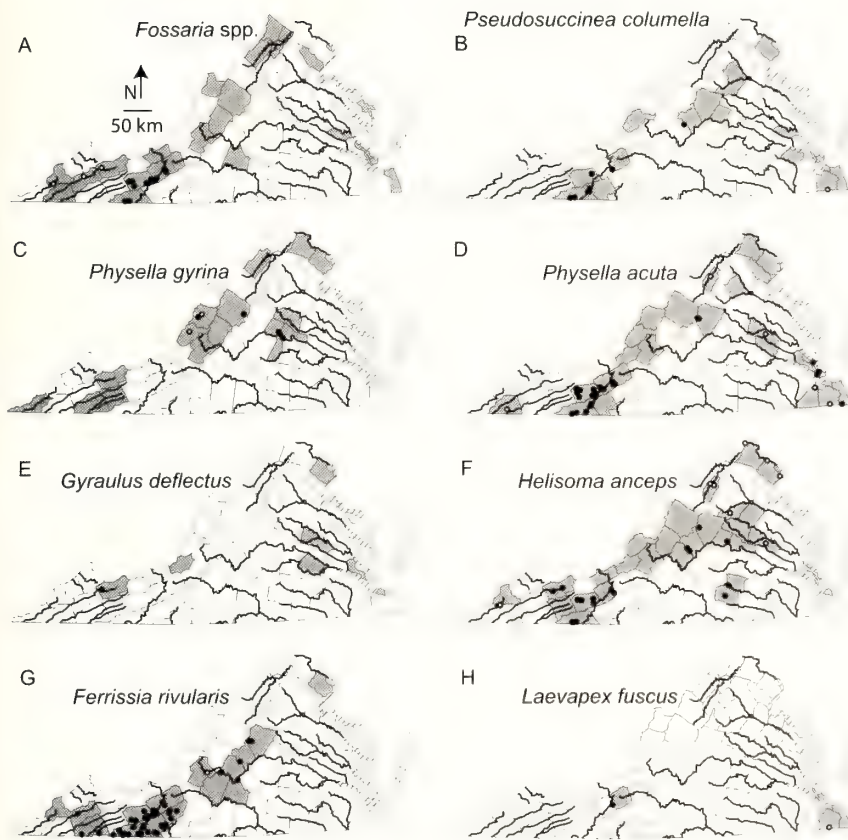 A
Fossaria spp.
N
50 km
B
Pseudosuccinea columella
C
Physella gyrina
D
Physella acuta
E
Gyraulus deflectus
F
Helisoma anceps
G
Ferrissia rivularis
H
Laevapex fuscus